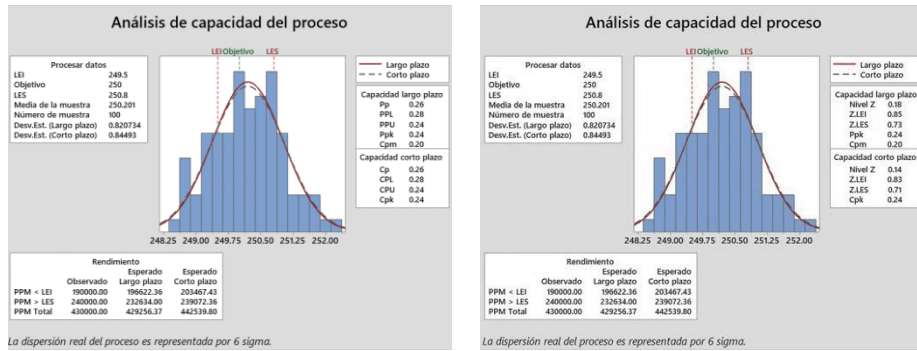 Análisis de capacidad del proceso
LEI Objetivo LES
Procesar datos
LEI 249.5
Objetivo 250
LES 250.8
Media de la muestra 250.201
Número de muestra 100
Desv.Est. (Largo plazo) 0.820734
Desv.Est. (Corto plazo) 0.84493
Largo plazo
Corto plazo
Capacidad largo plazo
Pp 0.26
PPL 0.28
PPU 0.24
Ppk 0.24
Cpm 0.20
Capacidad corto plazo
Cp 0.26
CPL 0.28
CPU 0.24
Cpk 0.24
248.25 249.00 249.75 250.50 251.25 252.00
Rendimiento
Esperado Esperado
Observado Largo plazo Corto plazo
PPM < LEI 190000.00 196622.36 203467.43
PPM > LES 240000.00 232634.00 239072.36
PPM Total 430000.00 429256.37 442539.80
La dispersión real del proceso es representada por 6 sigma.
Análisis de capacidad del proceso
LEI Objetivo LES
Procesar datos
LEI 249.5
Objetivo 250
LES 250.8
Media de la muestra 250.201
Número de muestra 100
Desv.Est. (Largo plazo) 0.820734
Desv.Est. (Corto plazo) 0.84493
Largo plazo
Corto plazo
Capacidad largo plazo
Nivel Z 0.18
Z.LEI 0.85
Z.LES 0.73
Ppk 0.24
Cpm 0.20
Capacidad corto plazo
Nivel Z 0.14
Z.LEI 0.83
Z.LES 0.71
Cpk 0.24
248.25 249.00 249.75 250.50 251.25 252.00
Rendimiento
Esperado Esperado
Observado Largo plazo Corto plazo
PPM < LEI 190000.00 196622.36 203467.43
PPM > LES 240000.00 232634.00 239072.36
PPM Total 430000.00 429256.37 442539.80
La dispersión real del proceso es representada por 6 sigma.